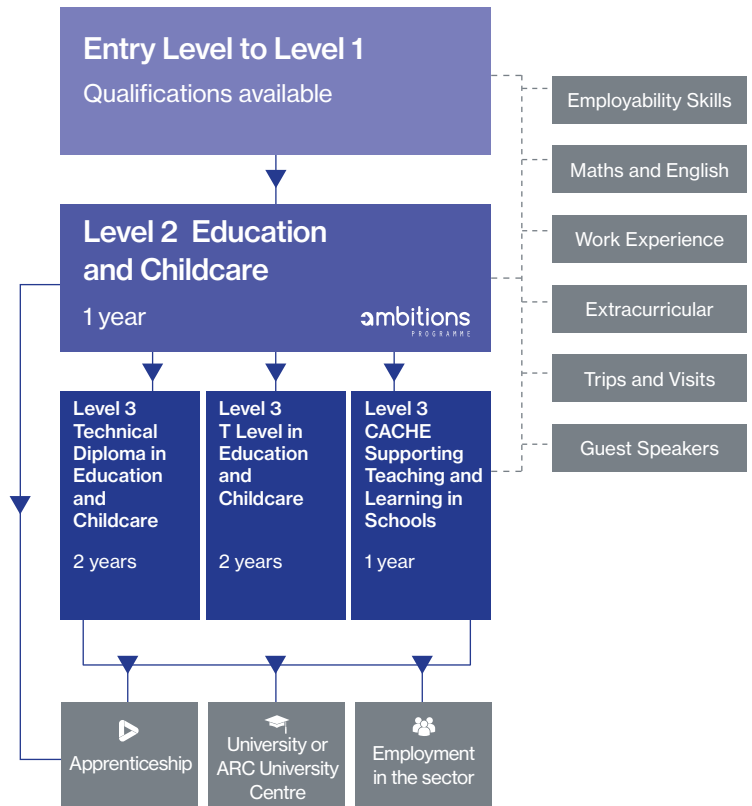 Entry Level to Level 1
Qualifications available
Employability Skills
Maths and English
Work Experience
Extracurricular
Trips and Visits
Guest Speakers
Level 2 Education
and Childcare
1 year
ambitions
PROGRAMME
Level 3
Technical
Diploma in
Education
and
Childcare
2 years
Level 3
T Level in
Education
and
Childcare
2 years
Level 3
CACHE
Supporting
Teaching and
Learning in
Schools
1 year
Apprenticeship
University or
ARC University
Centre
Employment
in the sector